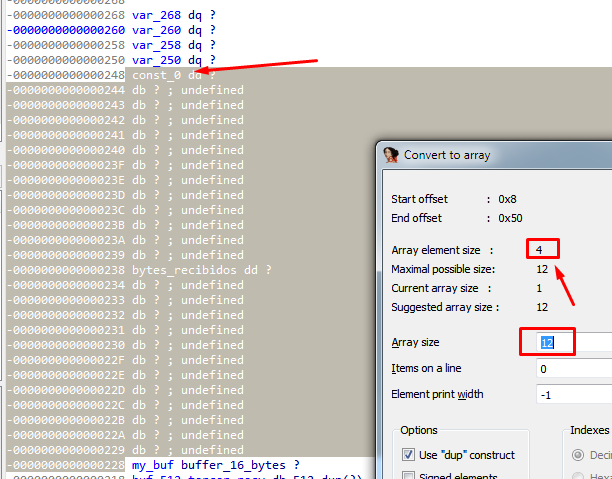 -0000000000000268 var_268 dq ?
-0000000000000260 var_260 dq ?
-0000000000000258 var_258 dq ?
-0000000000000250 var_250 dq ?
-0000000000000248 const_0 dd ?
-0000000000000244 db ? ; undefined
-0000000000000243 db ? ; undefined
-0000000000000242 db ? ; undefined
-0000000000000241 db ? ; undefined
-0000000000000240 db ? ; undefined
-000000000000023F db ? ; undefined
-000000000000023E db ? ; undefined
-000000000000023D db ? ; undefined
-000000000000023C db ? ; undefined
-000000000000023B db ? ; undefined
-000000000000023A db ? ; undefined
-0000000000000239 db ? ; undefined
-0000000000000238 bytes_recibidos dd ?
-0000000000000234 db ? ; undefined
-0000000000000233 db ? ; undefined
-0000000000000232 db ? ; undefined
-0000000000000231 db ? ; undefined
-0000000000000230 db ? ; undefined
-000000000000022F db ? ; undefined
-000000000000022E db ? ; undefined
-000000000000022D db ? ; undefined
-000000000000022C db ? ; undefined
-000000000000022B db ? ; undefined
-000000000000022A db ? ; undefined
-0000000000000229 db ? ; undefined
-0000000000000228 my_buf buffer_16_bytes ?
Convert to array
Start offset : 0x8
End offset : 0x50
Array element size : 4
Maximal possible size: 12
Current array size : 1
Suggested array size : 12
Array size 12
Items on a line 0
Element print width -1
Options
Use "dup" construct
Signed elements
Indexes
Deci
Hex